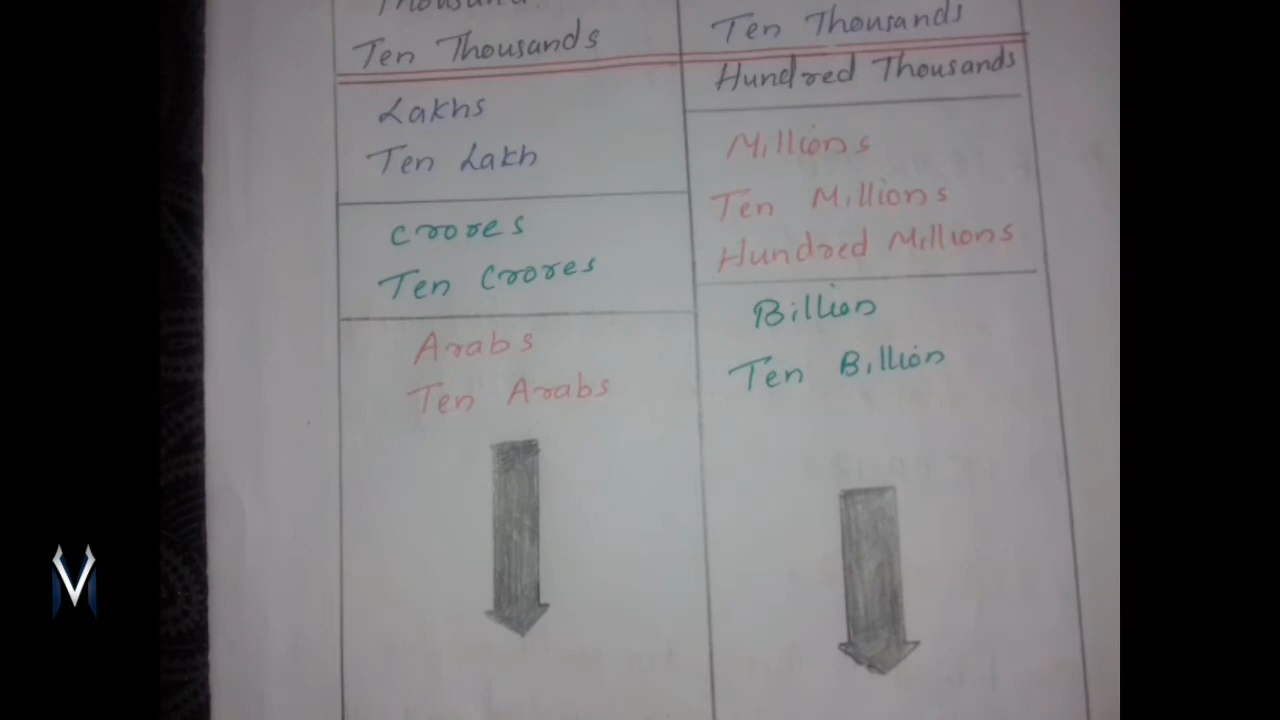 Thousand
Ten Thousands
Lakhs
Ten Lakh
Crores
Ten Crores
Arabs
Ten Arabs
Ten Thousands
Hundred Thousands
Millions
Ten Millions
Hundred Millions
Billion
Ten Billion